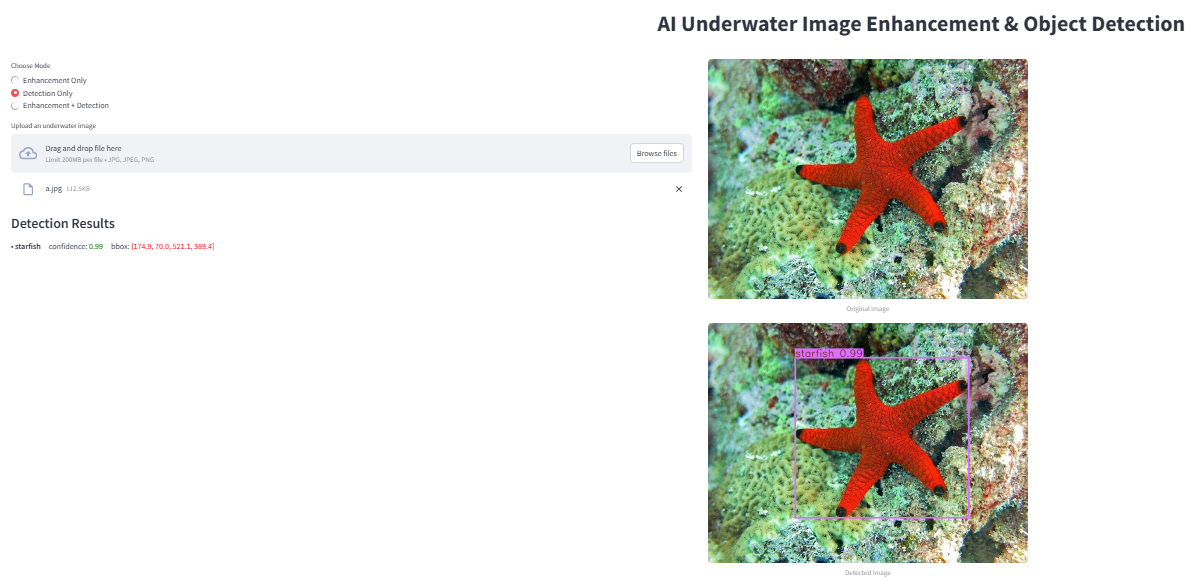 AI Underwater Image Enhancement & Object Detection
Choose Mode
Enhancement Only
Detection Only
Enhancement + Detection
Upload an underwater image
Drag and drop file here
Limit 200MB per file • JPG, JPEG, PNG
Browse files
a.jpg 112.5KB
Detection Results
• starfish confidence: 0.99 bbox: [174.9, 70.0, 521.1, 389.4]
Original Image
starfish 0.99
Detected Image